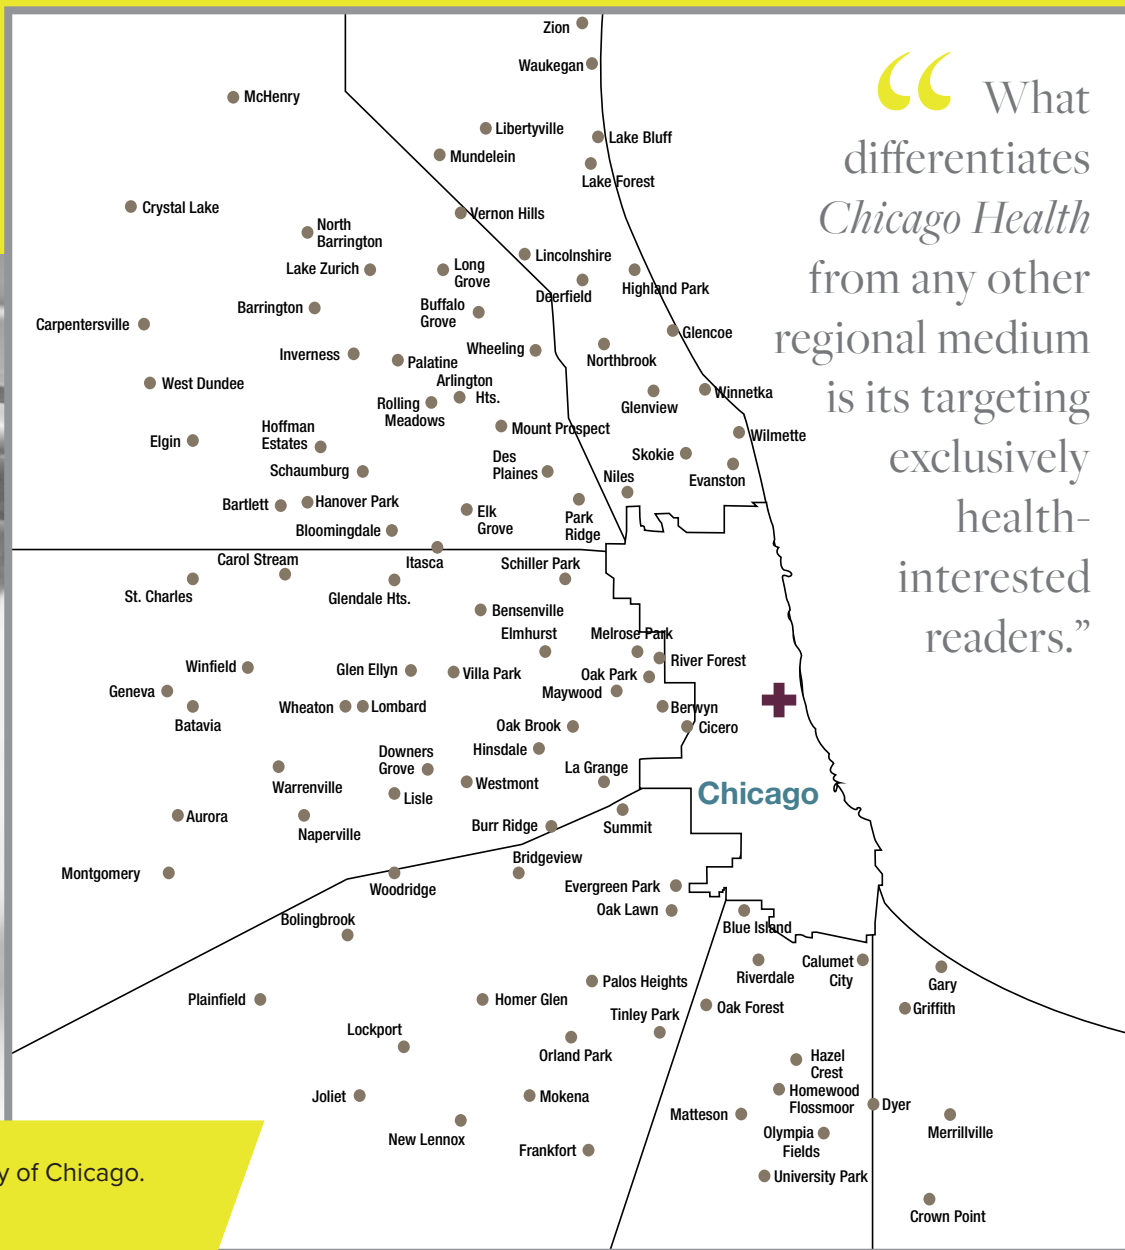 Zion
Waukegan
McHenry
Libertyville
Lake Bluff
Mundelein
Lake Forest
Crystal Lake
Vernon Hills
North
Barrington
Lincolnshire
Lake Zurich
Long
Grove
Highland Park
Deerfield
Barrington
Buffalo
Grove
Carpentersville
Glencoe
Inverness
Palatine
Wheeling
Northbrook
West Dundee
Arlington
Hts.
Rolling
Meadows
Winnetka
Glenview
Elgin
Hoffman
Estates
Mount Prospect
Wilmette
Schaumburg
Des
Plaines
Skokie
Evanston
Niles
Bartlett
Hanover Park
Elk
Grove
Park
Ridge
Bloomingdale
Itasca
Carol Stream
Schiller Park
St. Charles
Glendale Hts.
Bensenville
Elmhurst
Melrose Park
River Forest
Winfield
Glen Ellyn
Villa Park
Oak Park
Geneva
Maywood
Batavia
Wheaton
Lombard
Berwyn
Oak Brook
Cicero
Hinsdale
Downers
Grove
La Grange
Warrenville
Westmont
Lisle
Chicago
Aurora
Naperville
Burr Ridge
Summit
Montgomery
Bridgeview
Woodridge
Evergreen Park
Oak Lawn
Bolingbrook
Blue Island
Riverdale
Calumet
City
Gary
Palos Heights
Plainfield
Homer Glen
Oak Forest
Griffith
Tinley Park
Lockport
Orland Park
Hazel
Crest
Joliet
Mokena
Homewood
Flossmoor
Dyer
Matteson
Merrillville
New Lennox
Olympia
Fields
Frankfort
University Park
Crown Point
“ What
differentiates
Chicago Health
from any other
regional medium
is its targeting
exclusively
health-
interested
readers.”
y of Chicago.